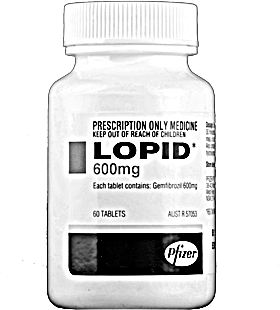 PRESCRIPTION ONLY MEDICINE
KEEP OUT OF REACH OF CHILDREN
LOPID®
600mg
Each tablet contains: Gemfibrozil 600mg
60 TABLETS AUST R 57053
Pfizer